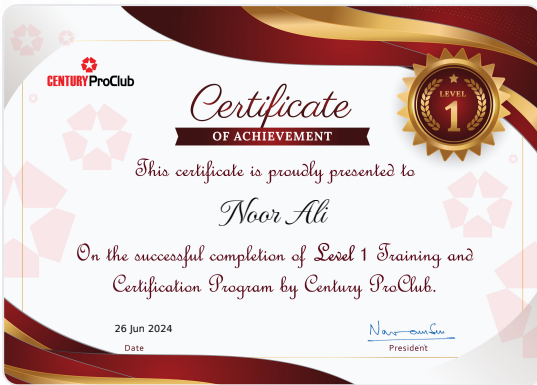 CENTURY ProClub
LEVEL
1
Certificate
OF ACHIEVEMENT
This certificate is proudly presented to
Noor Ali
On the successful completion of Level 1 Training and
Certification Program by Century ProClub.
26 Jun 2024
Date
President